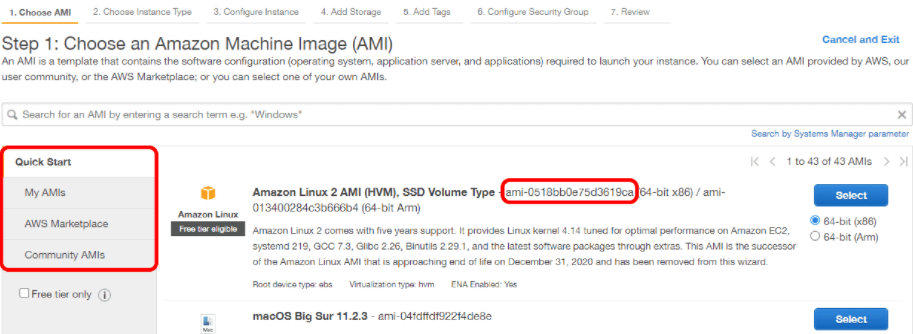 1. Choose AMI 2. Choose Instance Type 3. Configure Instance 4. Add Storage 5. Add Tags 6. Configure Security Group 7. Review
Step 1: Choose an Amazon Machine Image (AMI)
Cancel and Exit
An AMI is a template that contains the software configuration (operating system, application server, and applications) required to launch your instance. You can select an AMI provided by AWS, our
user community, or the AWS Marketplace; or you can select one of your own AMIs.
Search for an AMI by entering a search term e.g. "Windows"
Search by Systems Manager parameter
Quick Start
My AMIs
AWS Marketplace
Community AMIs
Free tier only
1 to 43 of 43 AMIs
Amazon Linux
Free tier eligible
Amazon Linux 2 AMI (HVM), SSD Volume Type - ami-0518bb0e75d3619ca (64-bit x86) / ami-
013400284c3b666b4 (64-bit Arm)
Amazon Linux 2 comes with five years support. It provides Linux kernel 4.14 tuned for optimal performance on Amazon EC2,
systemd 219, GCC 7.3, Glibc 2.26, Binutils 2.29.1, and the latest software packages through extras. This AMI is the successor
of the Amazon Linux AMI that is approaching end of life on December 31, 2020 and has been removed from this wizard.
Root device type: ebs Virtualization type: hvm ENA Enabled: Yes
Select
64-bit (x86)
64-bit (Arm)
Mac
macOS Big Sur 11.2.3 - ami-04fdffdf922f4de8e
Select